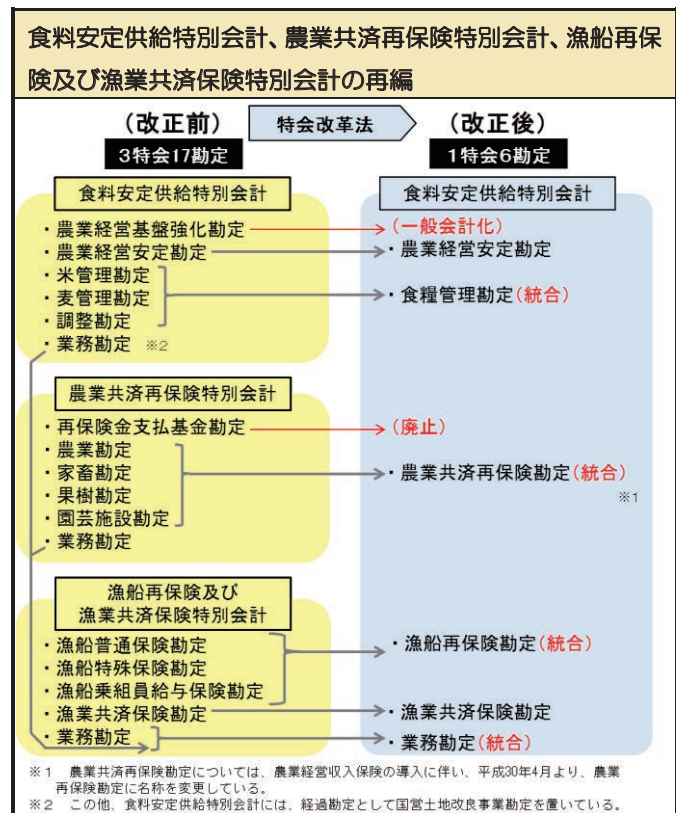 食料安定供給特別会計、農業共済再保険特別会計、漁船再保
険及び漁業共済保険特別会計の再編
(改正前)
特会改革法
(改正後)
3特会17勘定
1特会6勘定
食料安定供給特別会計
・農業経営基盤強化勘定
・農業経営安定勘定
・米管理勘定
・麦管理勘定
・調整勘定
・業務勘定 ※2
農業共済再保険特別会計
・再保険金支払基金勘定
・農業勘定
・家畜勘定
・果樹勘定
・園芸施設勘定
・業務勘定
漁船再保険及び
漁業共済保険特別会計
・漁船普通保険勘定
・漁船特殊保険勘定
・漁船乗組員給与保険勘定
・漁業共済保険勘定
・業務勘定
食料安定供給特別会計
(一般会計化)
・農業経営安定勘定
・食糧管理勘定(統合)
(廃止)
・農業共済再保険勘定(統合)
※1
・漁船再保険勘定(統合)
・漁業共済保険勘定
・業務勘定(統合)
※1 農業共済再保険勘定については、農業経営収入保険の導入に伴い、平成30年4月より、農業
再保険勘定に名称を変更している。
※2 この他、食料安定供給特別会計には、経過勘定として国営土地改良事業勘定を置いている。